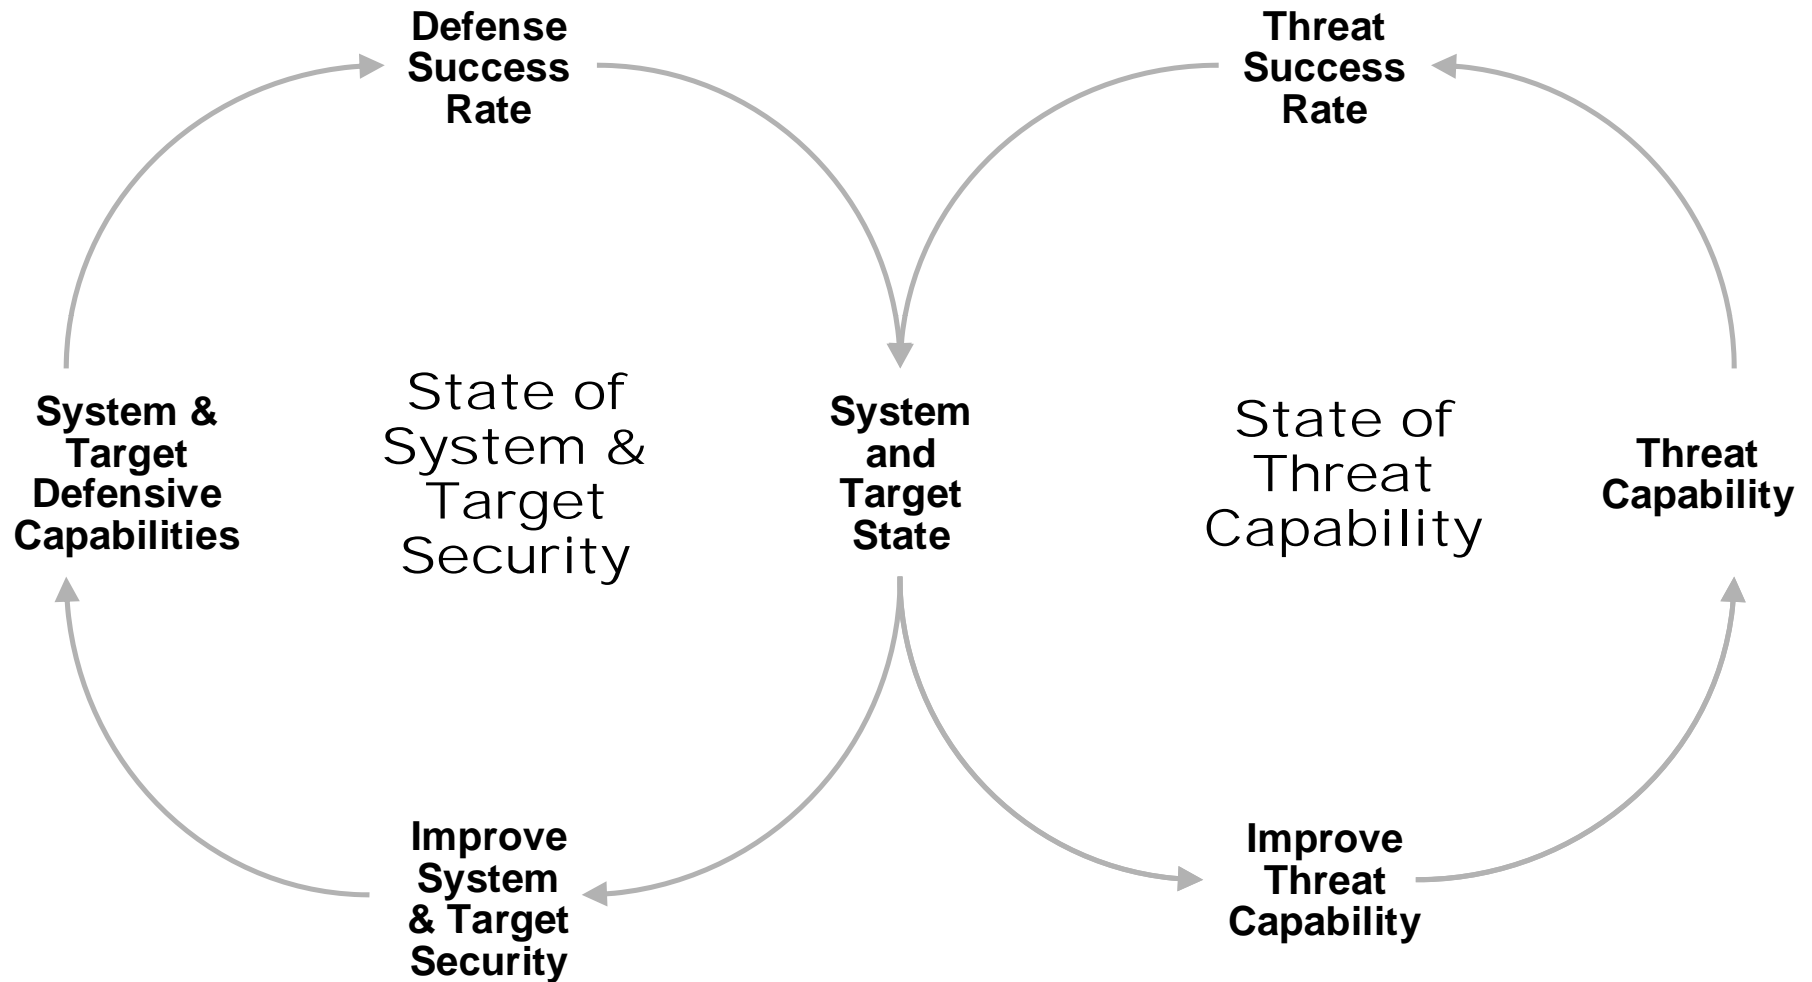 Defense
Success
Rate
Threat
Success
Rate
System &
Target
Defensive
Capabilities
State of
System &
Target
Security
System
and
Target
State
State of
Threat
Capability
Threat
Capability
Improve
System
& Target
Security
Improve
Threat
Capability